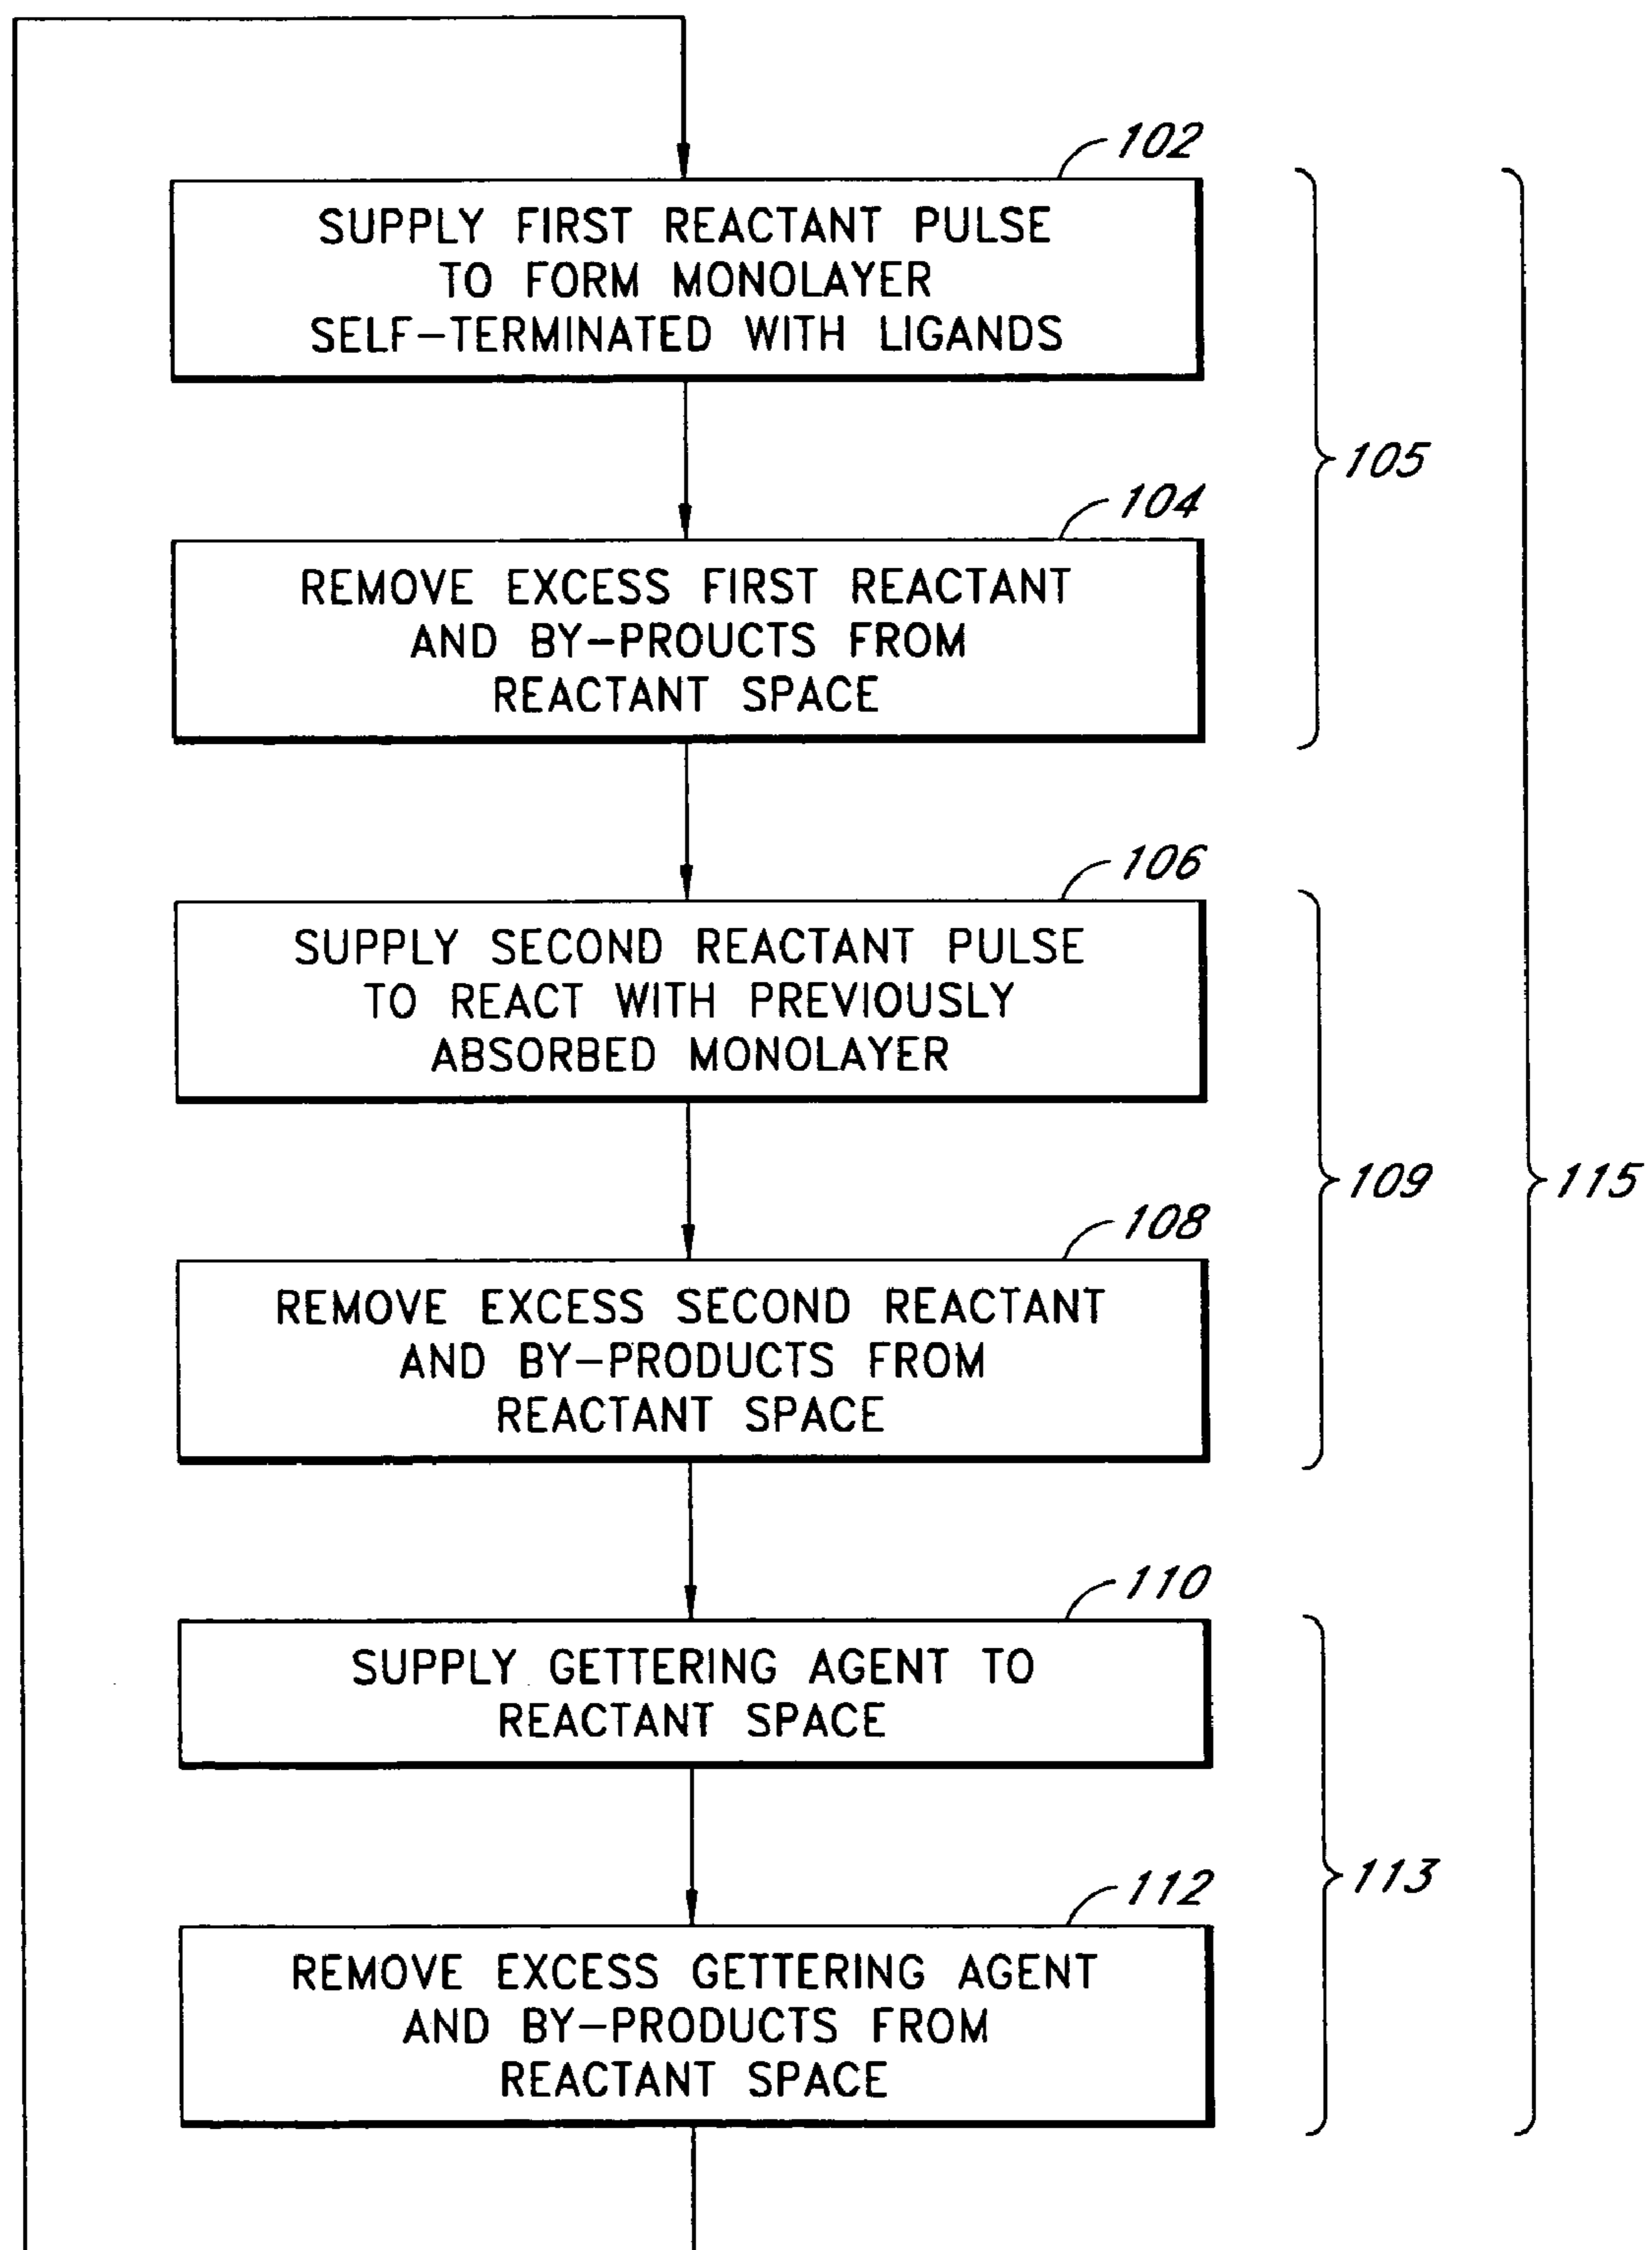 102
SUPPLY FIRST REACTANT PULSE
TO FORM MONOLAYER
SELF-TERMINATED WITH LIGANDS
105
104
REMOVE EXCESS FIRST REACTANT
AND BY-PROUCTS FROM
REACTANT SPACE
106
SUPPLY SECOND REACTANT PULSE
TO REACT WITH PREVIOUSLY
ABSORBED MONOLAYER
109
115
108
REMOVE EXCESS SECOND REACTANT
AND BY-PRODUCTS FROM
REACTANT SPACE
110
SUPPLY GETTERING AGENT TO
REACTANT SPACE
113
112
REMOVE EXCESS GETTERING AGENT
AND BY-PRODUCTS FROM
REACTANT SPACE